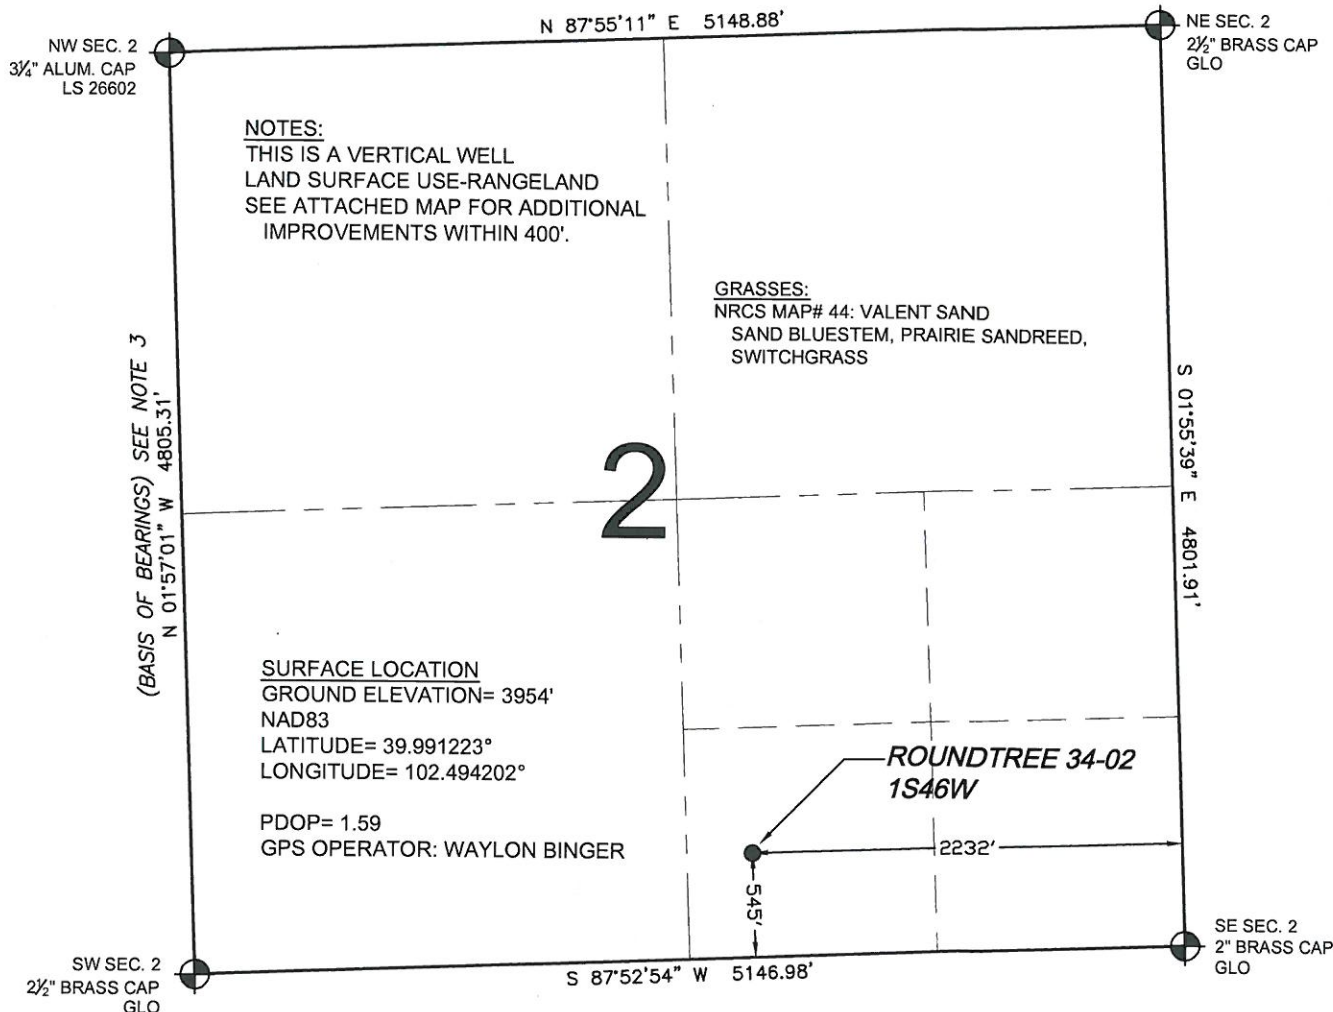 N 87°55'11" E 5148.88'
NW SEC. 2
3¼" ALUM. CAP
LS 26602
NE SEC. 2
2½" BRASS CAP
GLO
NOTES:
THIS IS A VERTICAL WELL
LAND SURFACE USE-RANGELAND
SEE ATTACHED MAP FOR ADDITIONAL
IMPROVEMENTS WITHIN 400'.
GRASSES:
NRCS MAP# 44: VALENT SAND
SAND BLUESTEM, PRAIRIE SANDREED,
SWITCHGRASS
(BASIS OF BEARINGS) SEE NOTE 3
N 01°57'01" W 4805.31'
S 01°55'39" E 4801.91'
2
SURFACE LOCATION
GROUND ELEVATION= 3954'
NAD83
LATITUDE= 39.991223°
LONGITUDE= 102.494202°
PDOP= 1.59
GPS OPERATOR: WAYLON BINGER
ROUNDTREE 34-02
1S46W
2232'
545'
SW SEC. 2
2½" BRASS CAP
GLO
S 87°52'54" W 5146.98'
SE SEC. 2
2" BRASS CAP
GLO